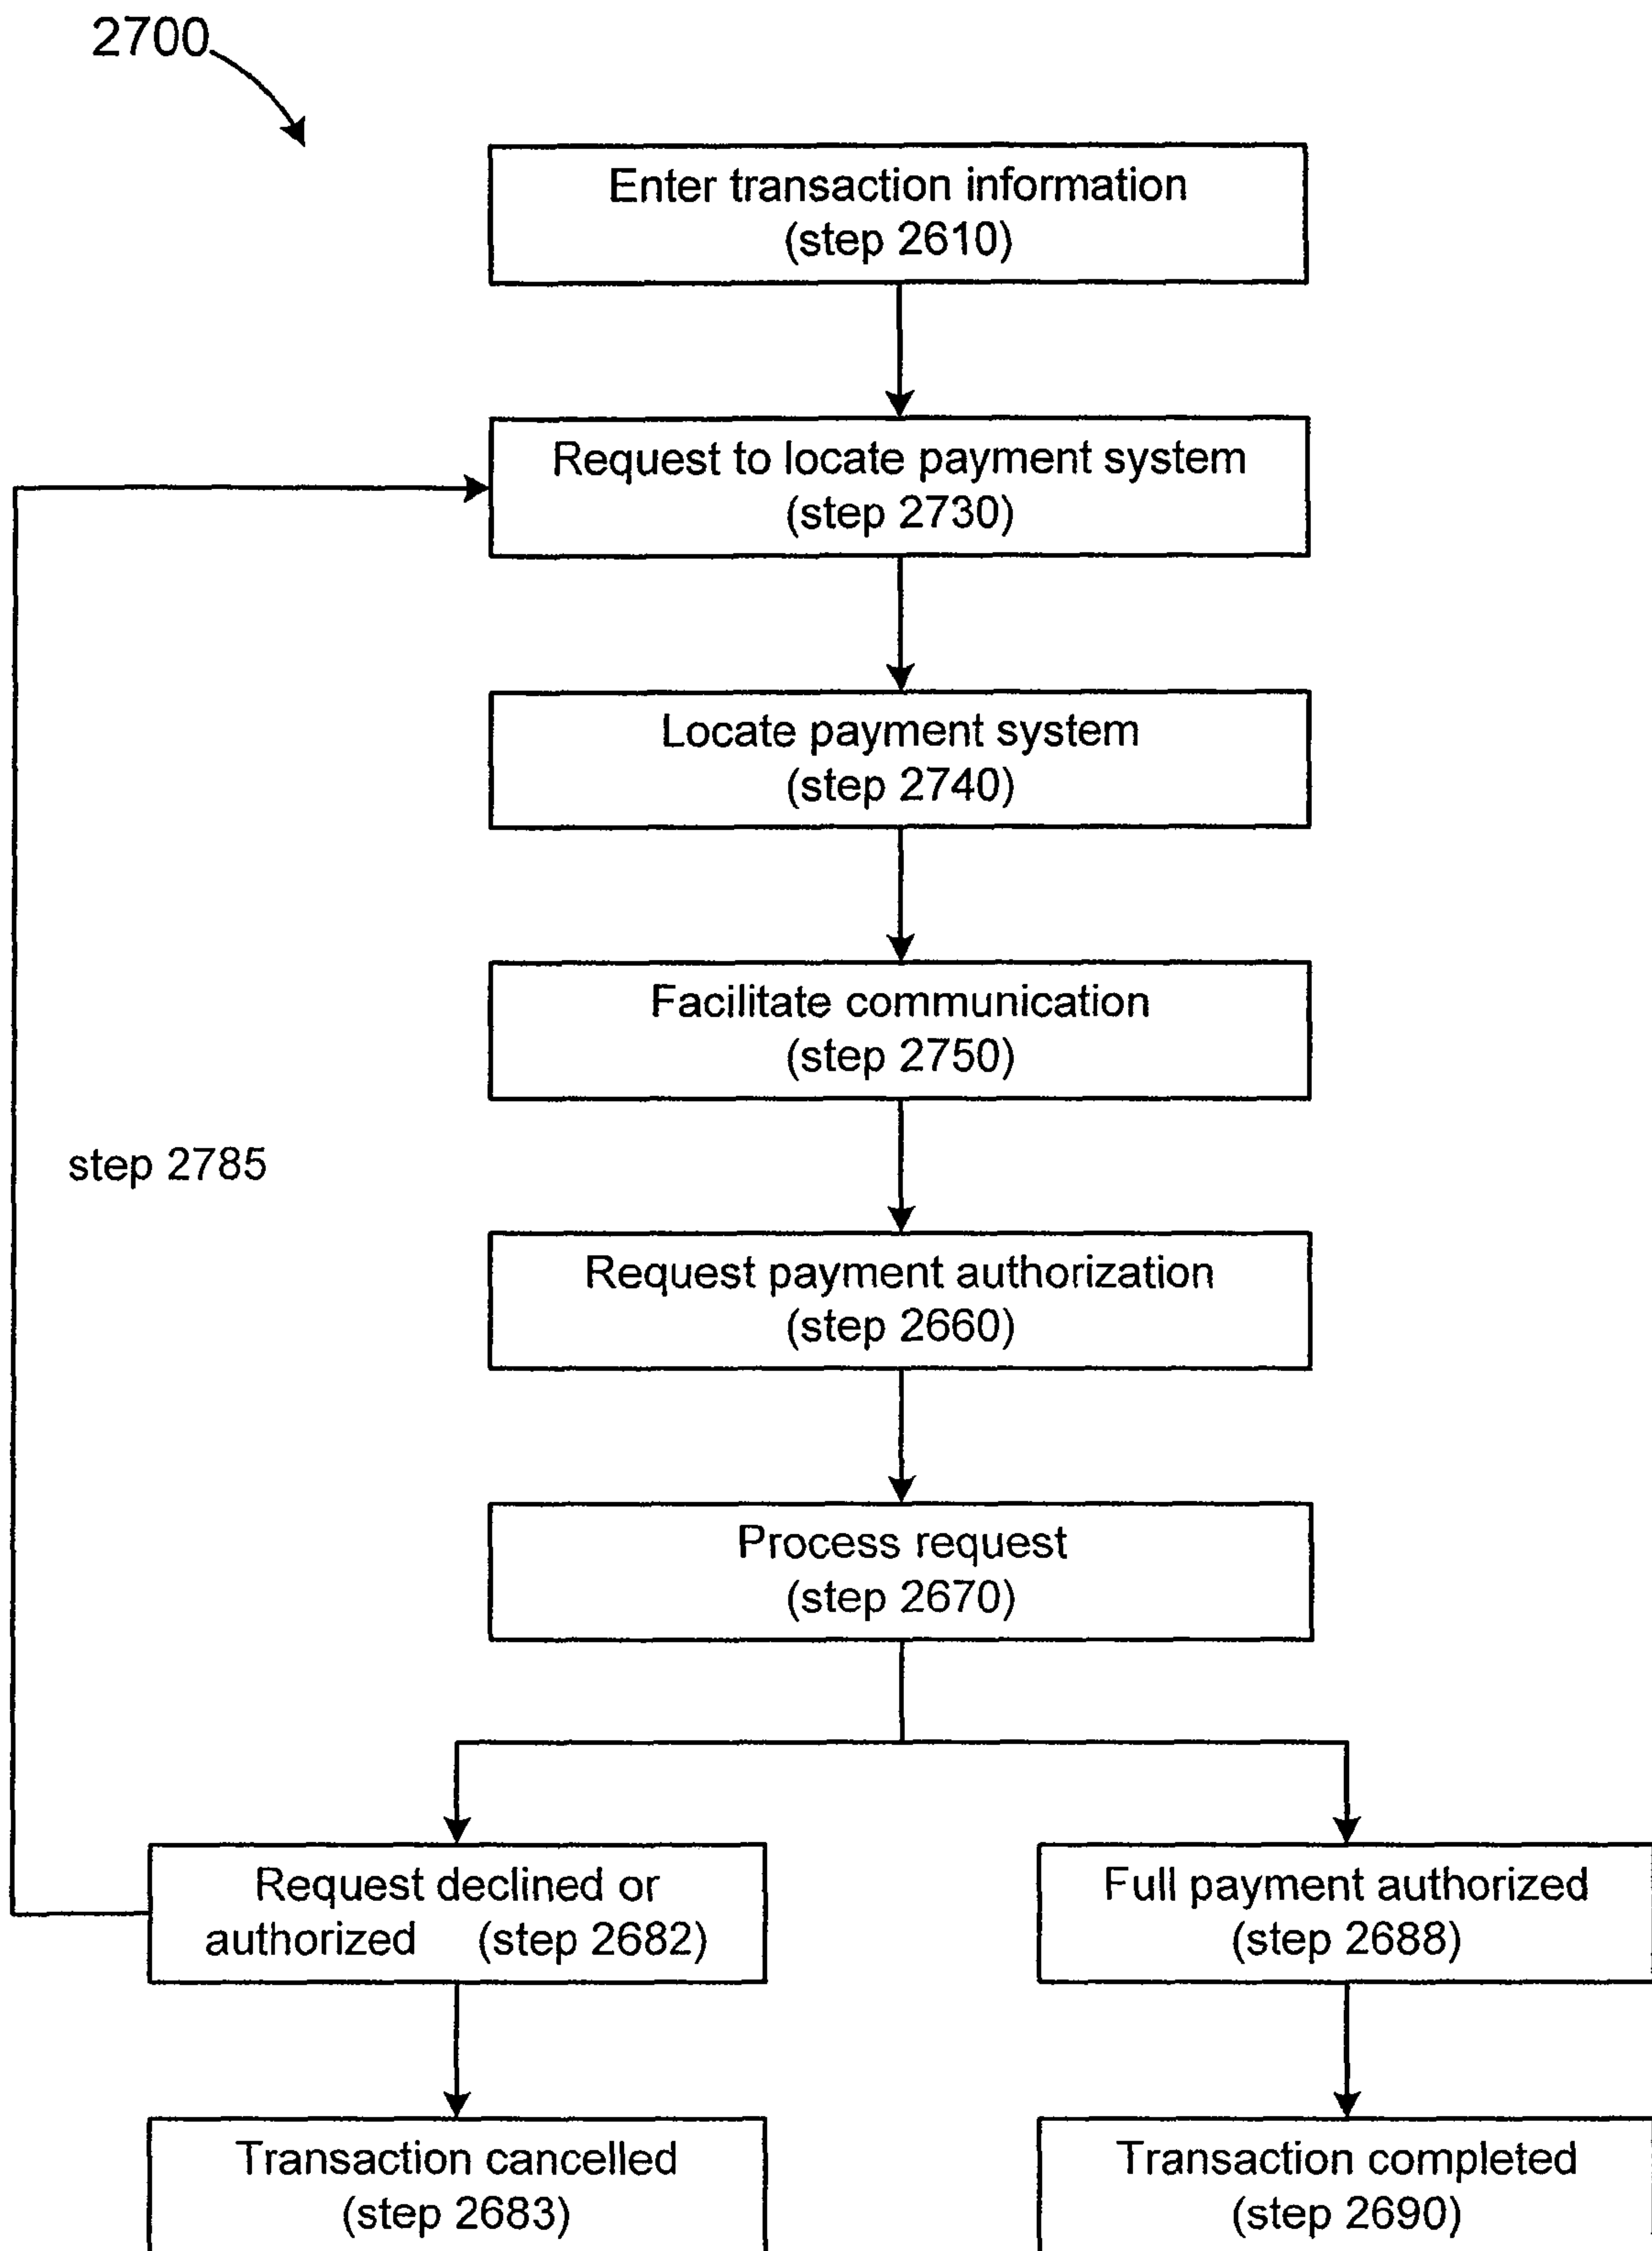 2700
Enter transaction information
(step 2610)
Request to locate payment system
(step 2730)
Locate payment system
(step 2740)
Facilitate communication
(step 2750)
step 2785
Request payment authorization
(step 2660)
Process request
(step 2670)
Request declined or
authorized (step 2682)
Full payment authorized
(step 2688)
Transaction cancelled
(step 2683)
Transaction completed
(step 2690)